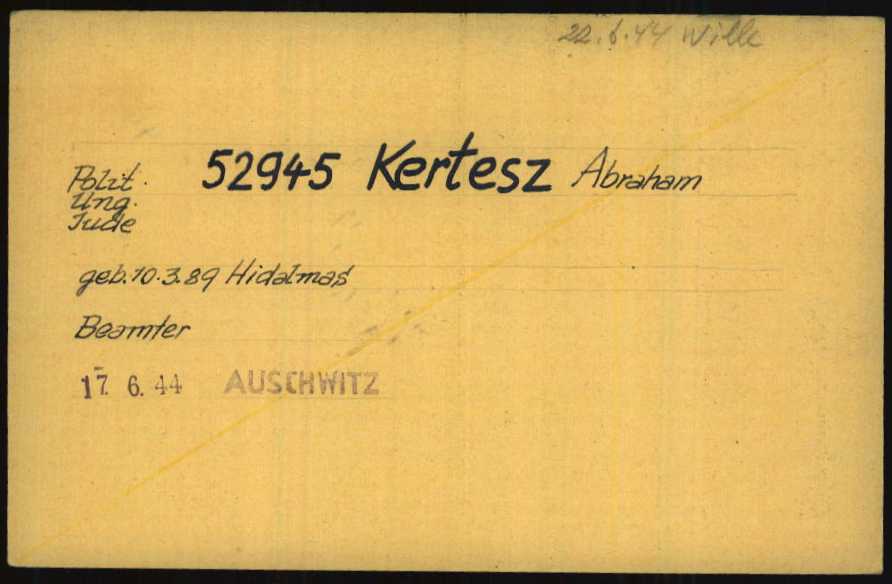 22.6.44 Wille
Polit. 52945 Kertesz Abraham
Ung.
Jude
geb. 10.3.89 Hidalmas
Beamter
17. 6. 44 AUSCHWITZ